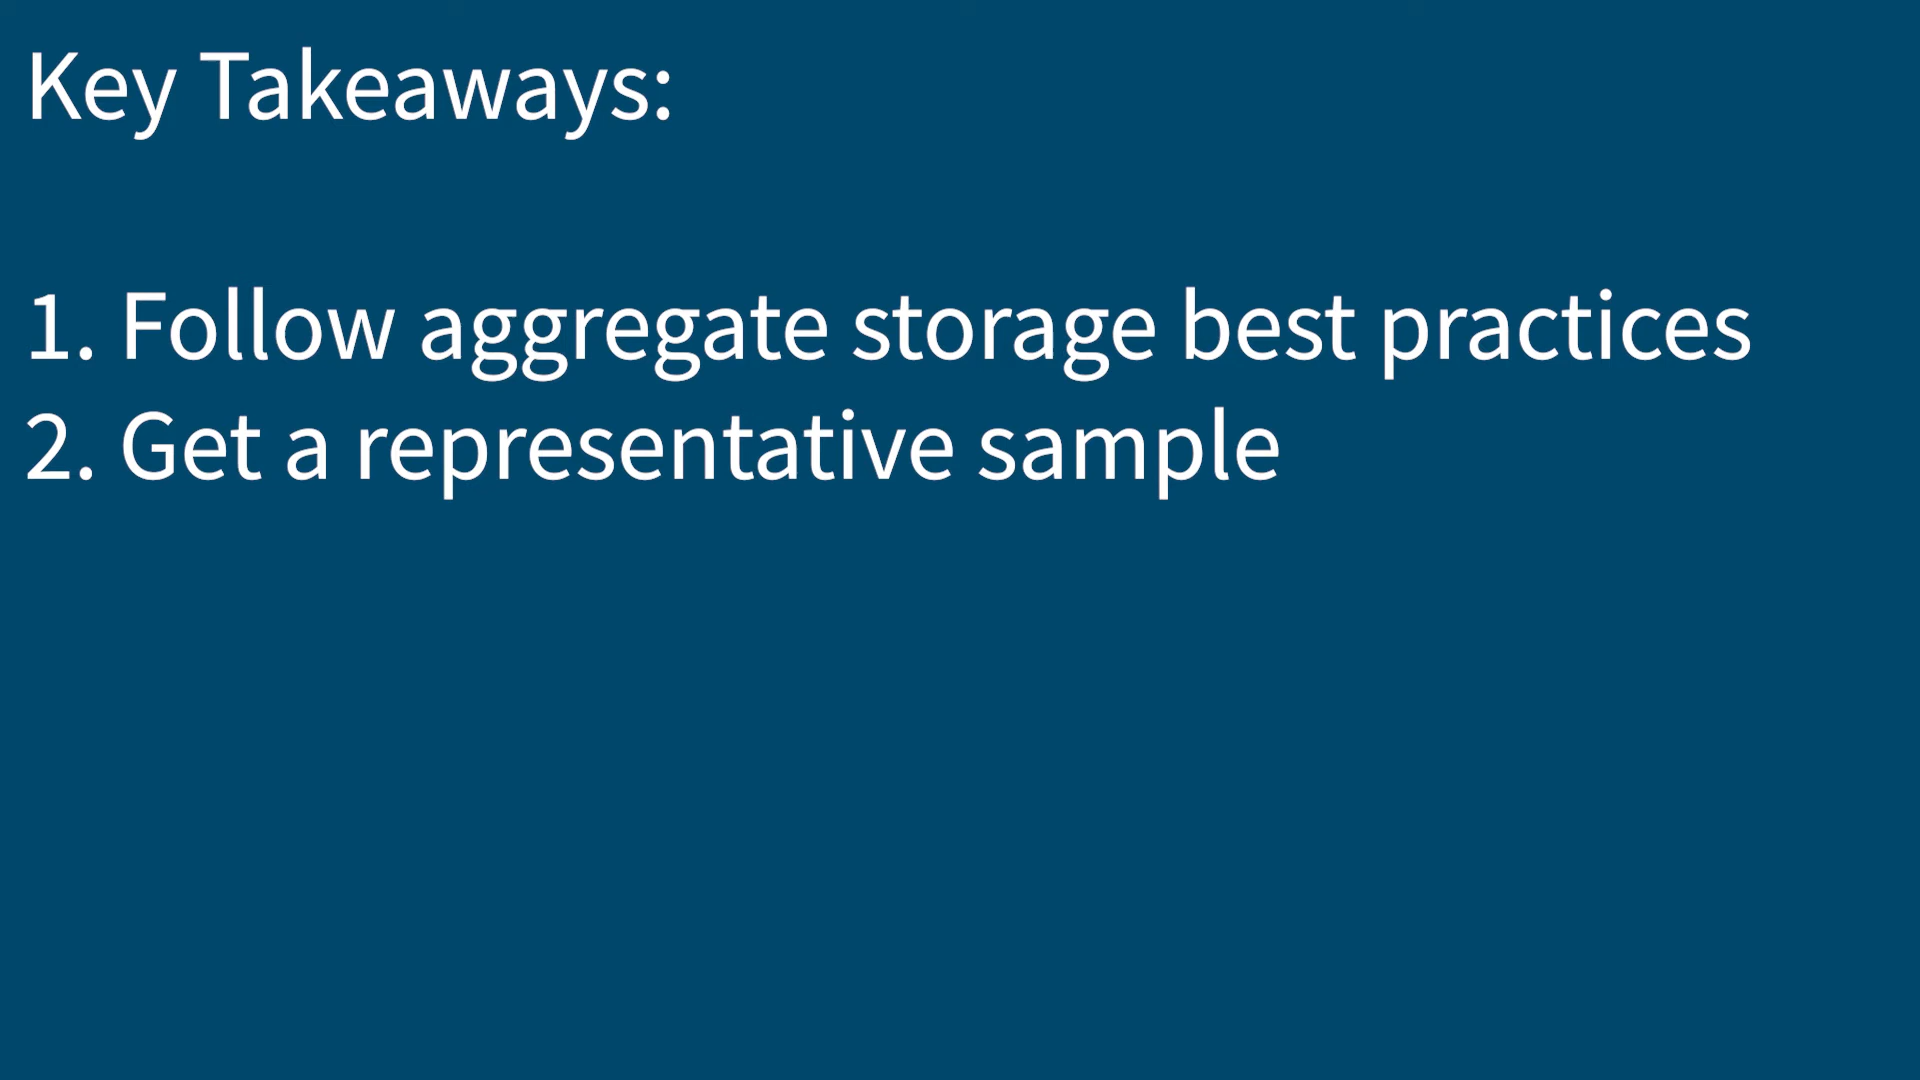 Key Takeaways:
1. Follow aggregate storage best practices
2. Get a representative sample